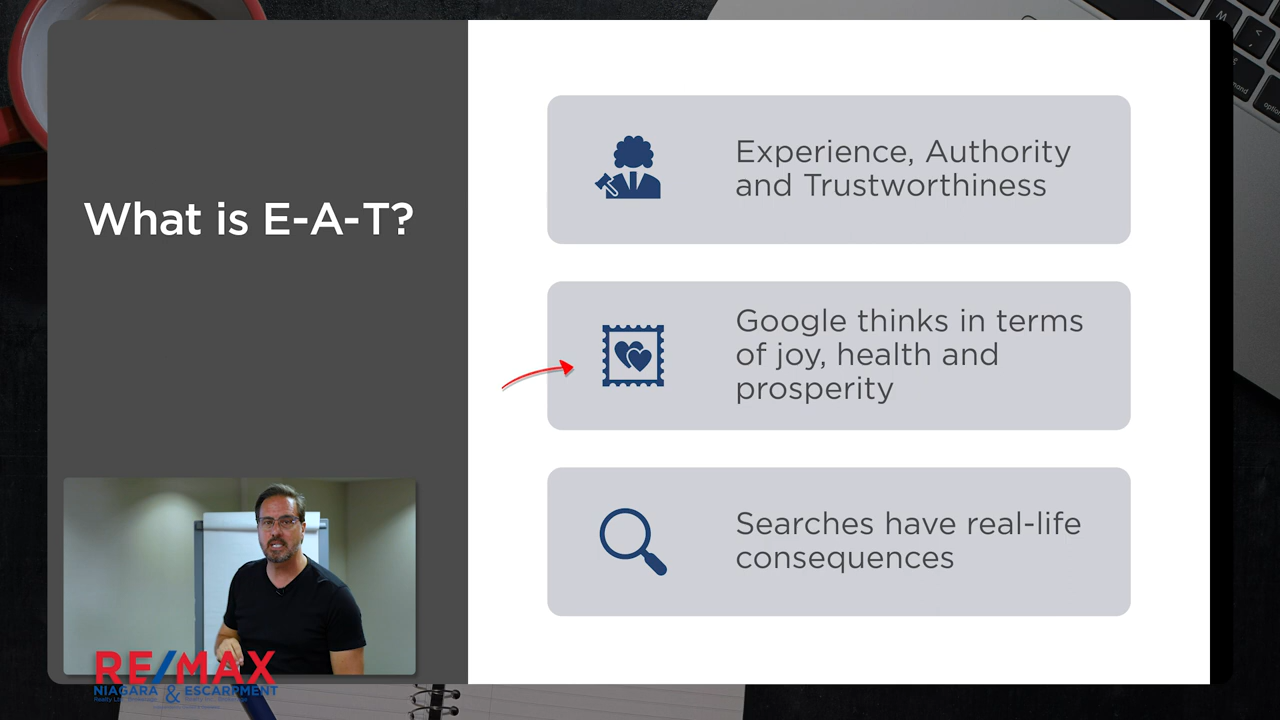 What is E-A-T?
Experience, Authority
and Trustworthiness
Google thinks in terms
of joy, health and
prosperity
Searches have real-life
consequences
RE/MAX
NIAGARA & ESCARPMENT